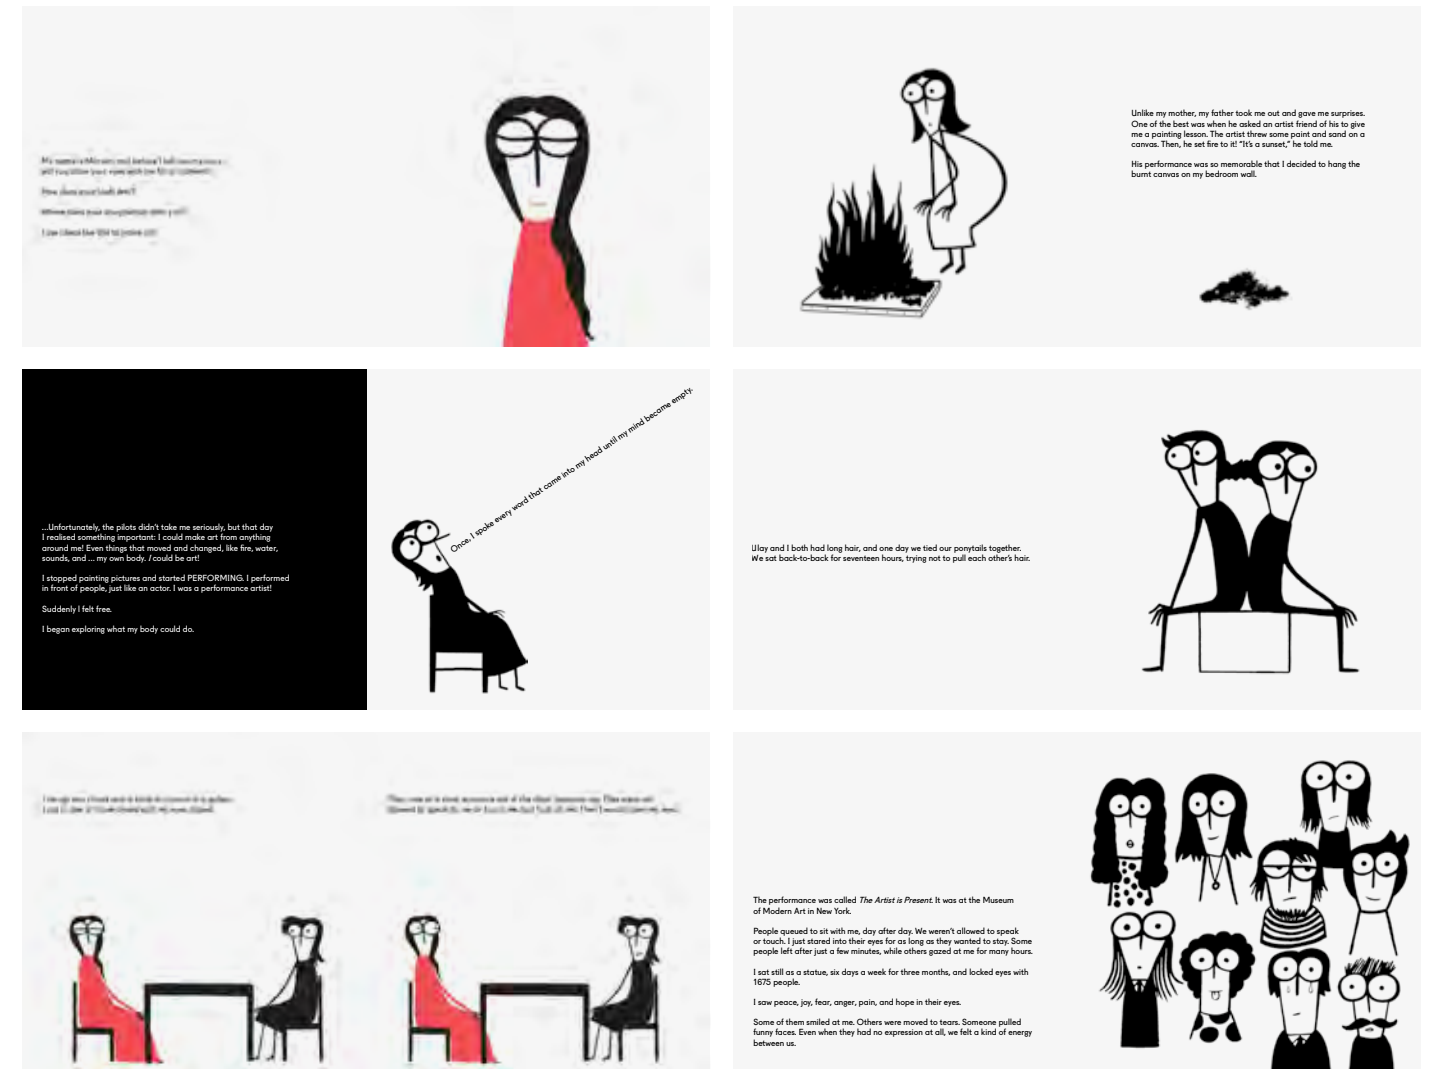 Unlike my mother, my father took me out and gave me surprises.
One of the best was when he asked an artist friend of his to give
me a painting lesson. The artist threw some paint and sand on a
canvas. Then, he set fire to it! “It’s a sunset,” he told me.
His performance was so memorable that I decided to hang the
burnt canvas on my bedroom wall.
...Unfortunately, the pilots didn’t take me seriously, but that day
I realised something important: I could make art from anything
around me! Even things that moved and changed, like fire, water,
sounds, and ... my own body. I could be art!
I stopped painting pictures and started PERFORMING. I performed
in front of people, just like an actor. I was a performance artist!
Suddenly I felt free.
I began exploring what my body could do.
Once, I spoke every word that came into my head until my mind became empty.
Ulay and I both had long hair, and one day we tied our ponytails together.
We sat back-to-back for seventeen hours, trying not to pull each other’s hair.
The performance was called The Artist is Present. It was at the Museum
of Modern Art in New York.
People queued to sit with me, day after day. We weren’t allowed to speak
or touch. I just stared into their eyes for as long as they wanted to stay. Some
people left after just a few minutes, while others gazed at me for many hours.
I sat still as a statue, six days a week for three months, and locked eyes with
1675 people.
I saw peace, joy, fear, anger, pain, and hope in their eyes.
Some of them smiled at me. Others were moved to tears. Someone pulled
funny faces. Even when they had no expression at all, we felt a kind of energy
between us.